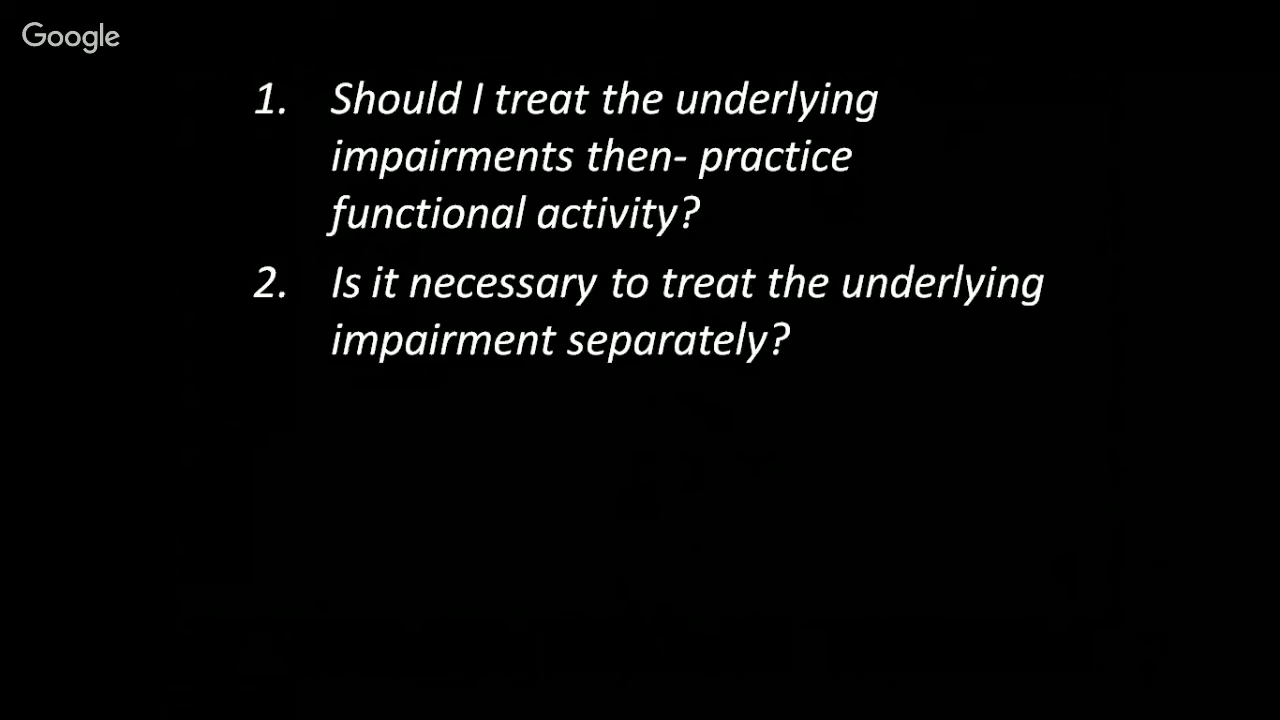 Google
1. Should I treat the underlying
impairments then- practice
functional activity?
2. Is it necessary to treat the underlying
impairment separately?